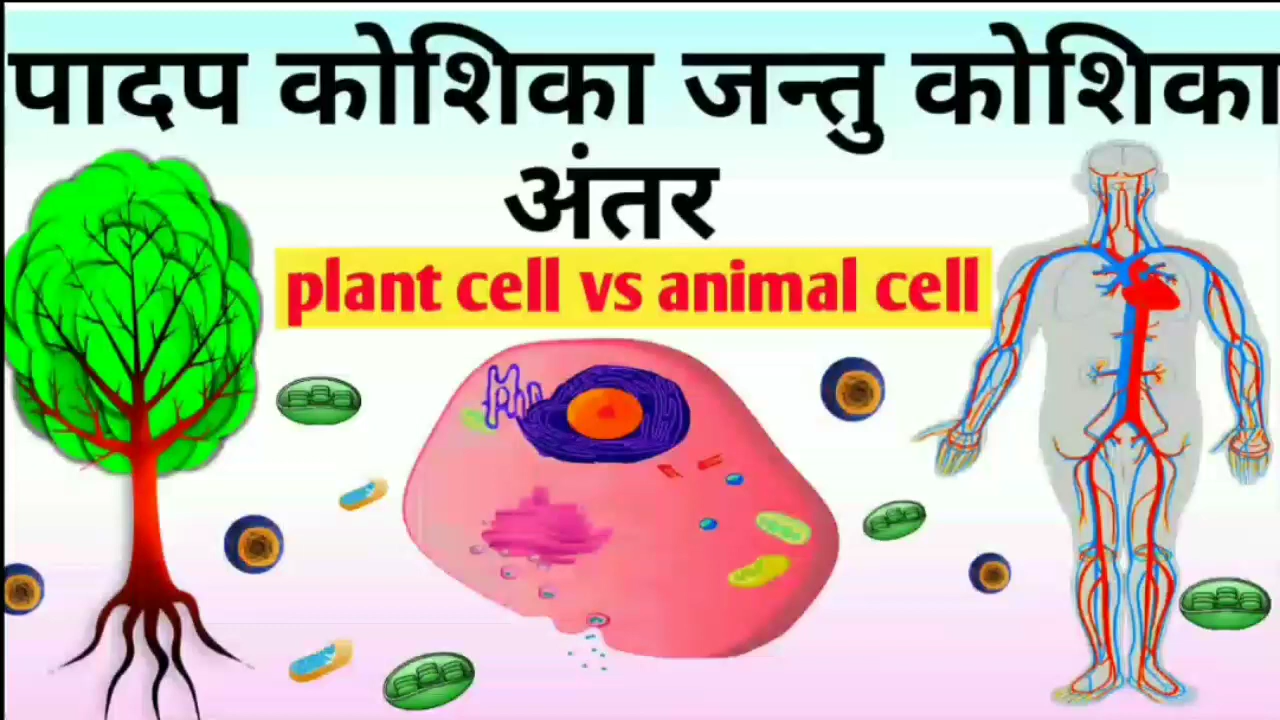 पादप कोशिका जन्तु कोशिका
अंतर
plant cell vs animal cell